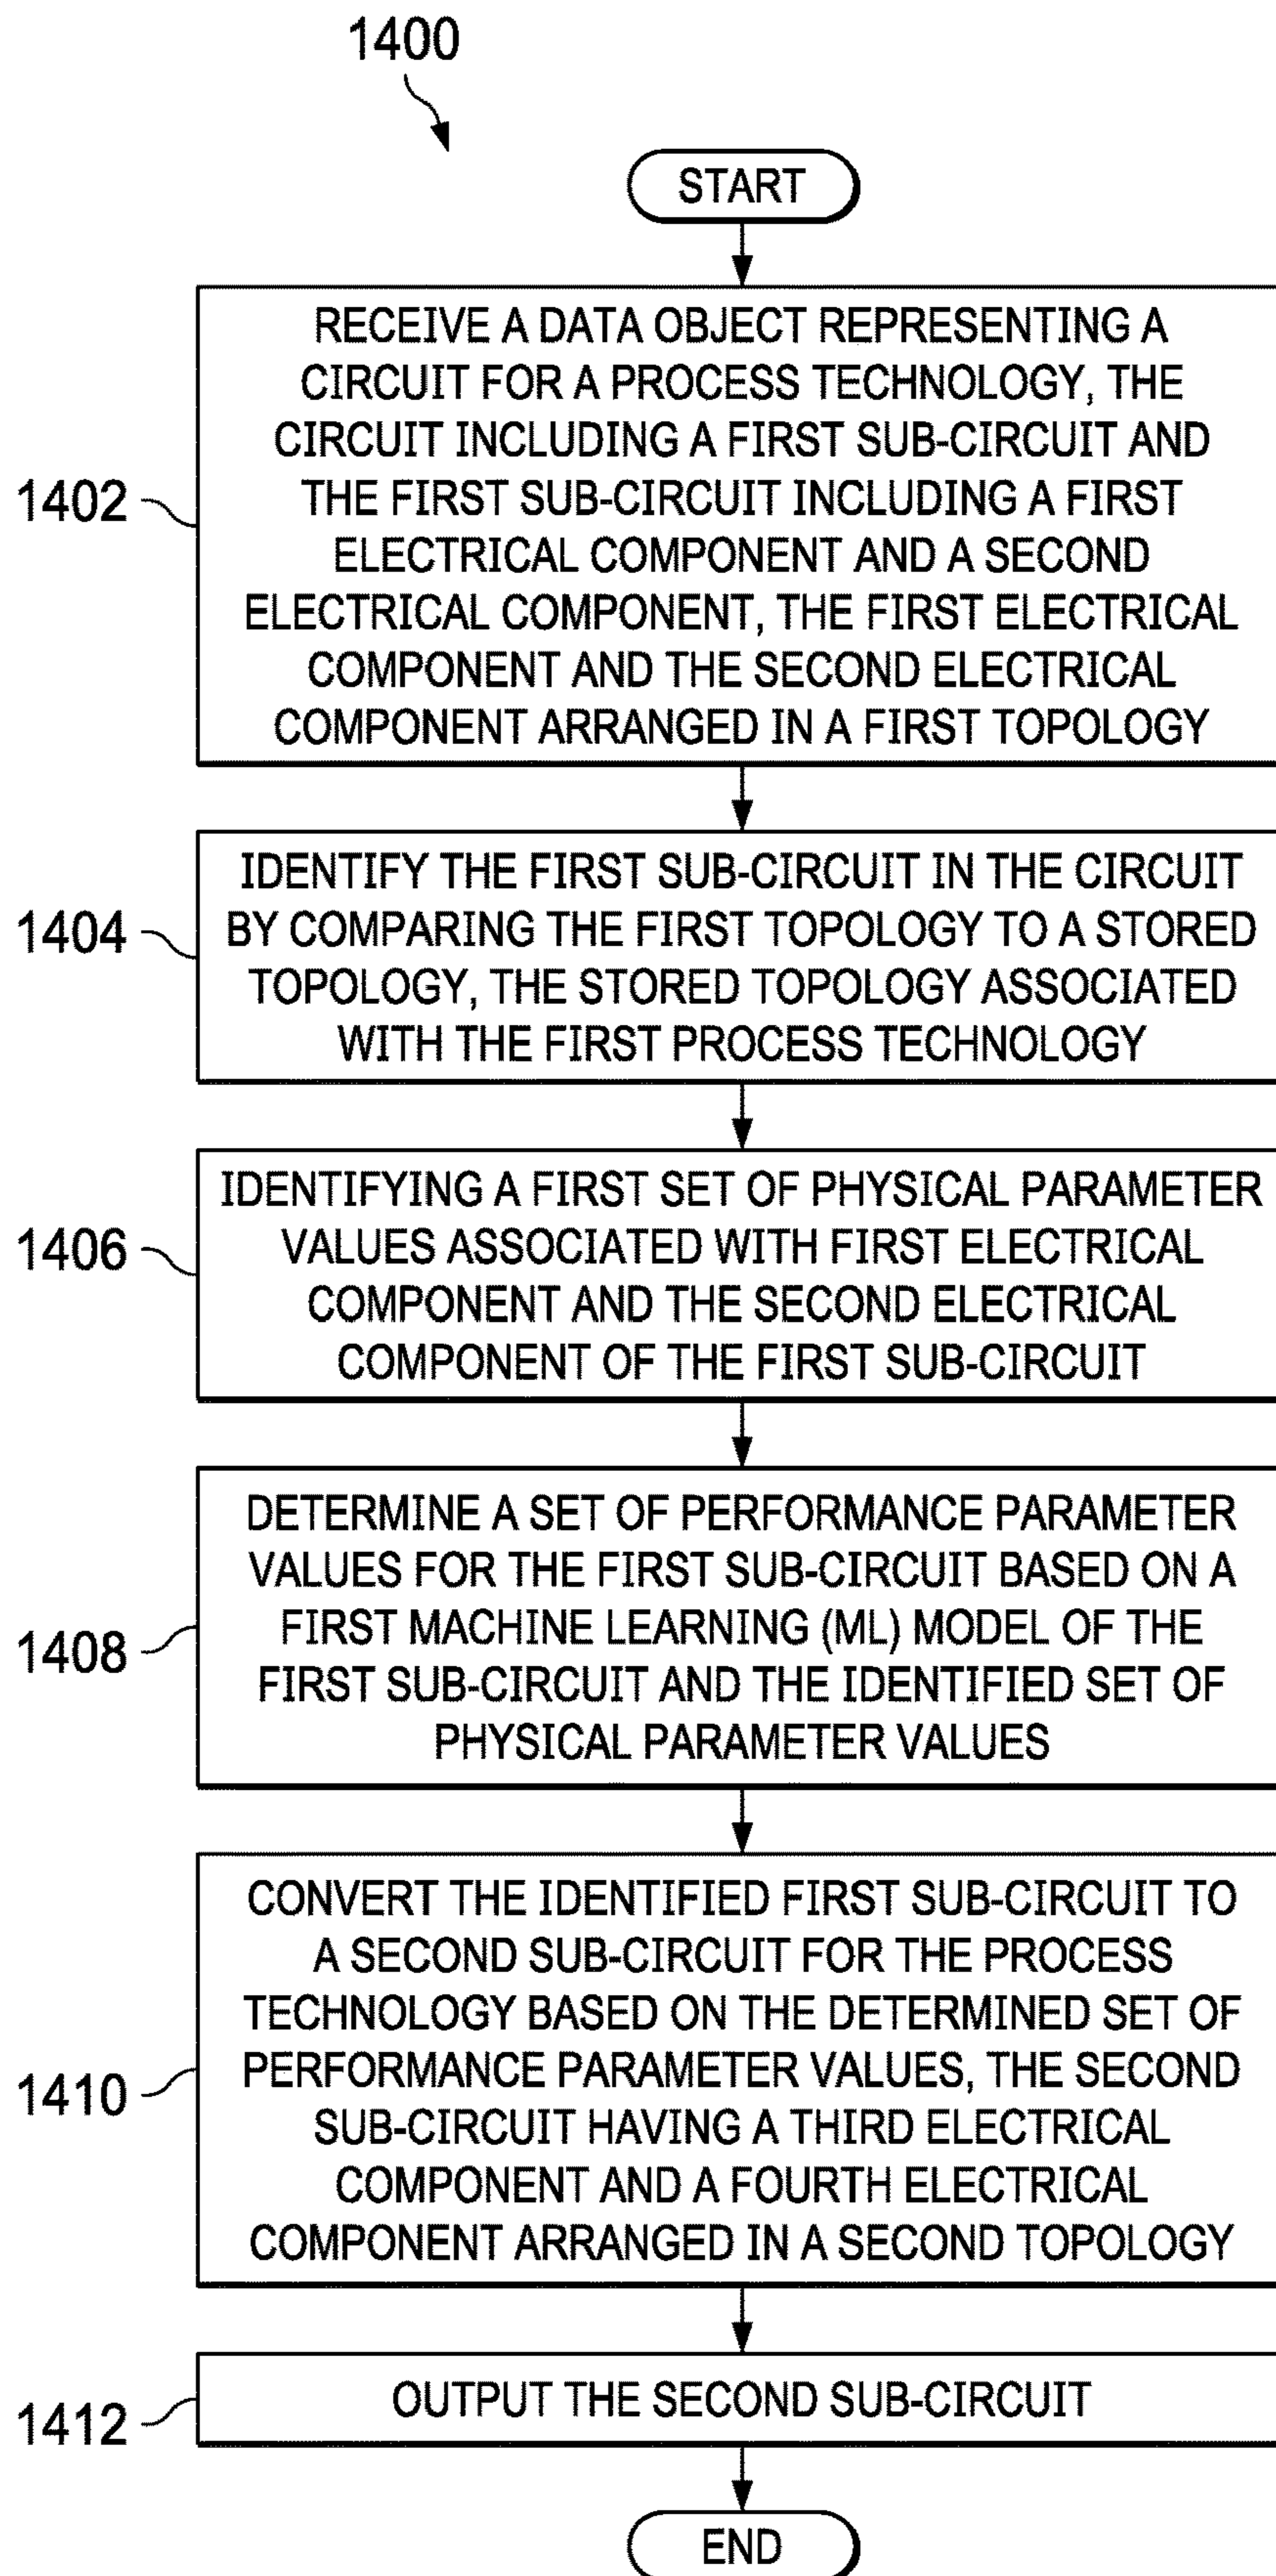 1400
START
RECEIVE A DATA OBJECT REPRESENTING A
CIRCUIT FOR A PROCESS TECHNOLOGY, THE
CIRCUIT INCLUDING A FIRST SUB-CIRCUIT AND
THE FIRST SUB-CIRCUIT INCLUDING A FIRST
ELECTRICAL COMPONENT AND A SECOND
ELECTRICAL COMPONENT, THE FIRST ELECTRICAL
COMPONENT AND THE SECOND ELECTRICAL
COMPONENT ARRANGED IN A FIRST TOPOLOGY
1402
IDENTIFY THE FIRST SUB-CIRCUIT IN THE CIRCUIT
BY COMPARING THE FIRST TOPOLOGY TO A STORED
TOPOLOGY, THE STORED TOPOLOGY ASSOCIATED
WITH THE FIRST PROCESS TECHNOLOGY
1404
IDENTIFYING A FIRST SET OF PHYSICAL PARAMETER
VALUES ASSOCIATED WITH FIRST ELECTRICAL
COMPONENT AND THE SECOND ELECTRICAL
COMPONENT OF THE FIRST SUB-CIRCUIT
1406
DETERMINE A SET OF PERFORMANCE PARAMETER
VALUES FOR THE FIRST SUB-CIRCUIT BASED ON A
FIRST MACHINE LEARNING (ML) MODEL OF THE
FIRST SUB-CIRCUIT AND THE IDENTIFIED SET OF
PHYSICAL PARAMETER VALUES
1408
CONVERT THE IDENTIFIED FIRST SUB-CIRCUIT TO
A SECOND SUB-CIRCUIT FOR THE PROCESS
TECHNOLOGY BASED ON THE DETERMINED SET OF
PERFORMANCE PARAMETER VALUES, THE SECOND
SUB-CIRCUIT HAVING A THIRD ELECTRICAL
COMPONENT AND A FOURTH ELECTRICAL
COMPONENT ARRANGED IN A SECOND TOPOLOGY
1410
OUTPUT THE SECOND SUB-CIRCUIT
1412
END